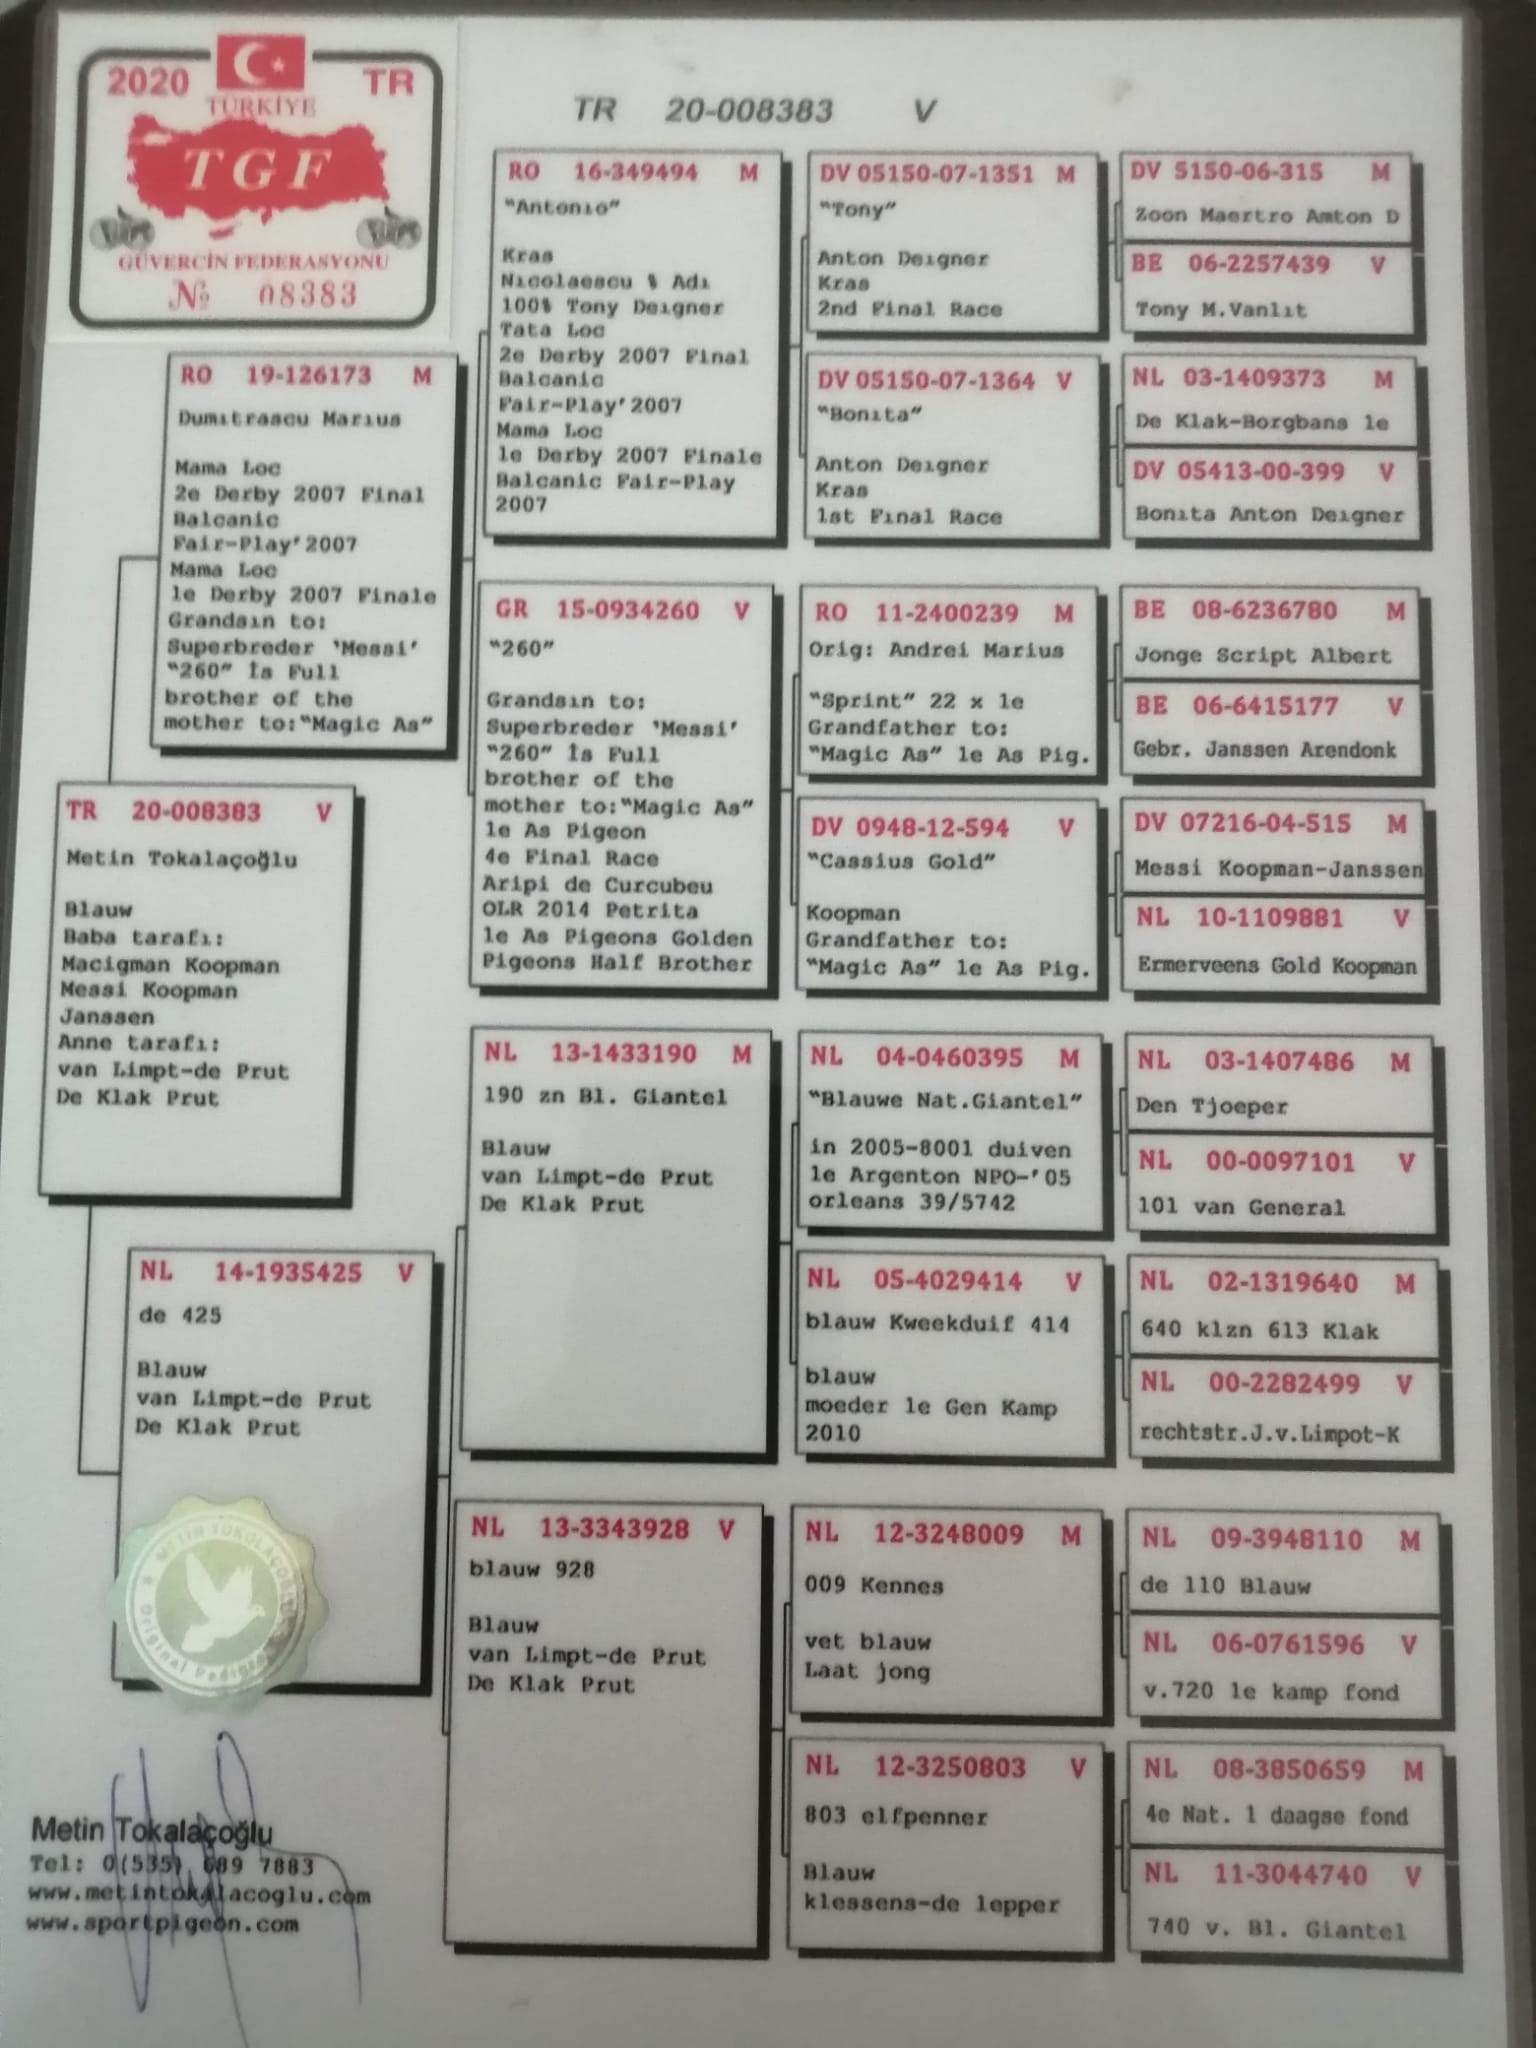 2020 TR
TÜRKİYE
TGF
GÜVERCİN FEDERASYONU
№ 08383
TR 20-008383 V
RO 19-126173 M
Dumıtrascu Marıus
Mama Loc
2e Derby 2007 Final
Balcanic
Fair-Play'2007
Mama Loc
1e Derby 2007 Finale
Grandsın to:
Superbreder 'Messi'
"260" İs Full
brother of the
mother to:"Magic As"
TR 20-008383 V
Metin Tokalaçoğlu
Blauw
Baba tarafı:
Macigman Koopman
Messi Koopman
Janssen
Anne tarafı:
van Limpt-de Prut
De Klak Prut
NL 14-1935425 V
de 425
Blauw
van Limpt-de Prut
De Klak Prut
METİN TOKALAÇOĞLU
Original Pedigree
Metin Tokalaçoğlu
Tel: 0(535) 689 7883
www.metintokalacoglu.com
www.sportpigeon.com
RO 16-349494 M
"Antonıo"
Kras
Nıcolaescu % Adı
100% Tony Deıgner
Tata Loc
2e Derby 2007 Final
Balcanic
Fair-Play'2007
Mama Loc
1e Derby 2007 Finale
Balcanic Fair-Play
2007
GR 15-0934260 V
"260"
Grandsın to:
Superbreder 'Messi'
"260" İs Full
brother of the
mother to:"Magic As"
1e As Pigeon
4e Final Race
Aripi de Curcubeu
OLR 2014 Petrita
1e As Pigeons Golden
Pigeons Half Brother
NL 13-1433190 M
190 zn Bl. Giantel
Blauw
van Limpt-de Prut
De Klak Prut
NL 13-3343928 V
blauw 928
Blauw
van Limpt-de Prut
De Klak Prut
DV 05150-07-1351 M
"Tony"
Anton Deıgner
Kras
2nd Final Race
DV 05150-07-1364 V
"Bonıta"
Anton Deıgner
Kras
1st Fınal Race
RO 11-2400239 M
Orig: Andrei Marius
"Sprint" 22 x 1e
Grandfather to:
"Magic As" 1e As Pig.
DV 0948-12-594 V
"Cassius Gold"
Koopman
Grandfather to:
"Magic As" 1e As Pig.
NL 04-0460395 M
"Blauwe Nat.Giantel"
in 2005-8001 duiven
1e Argenton NPO-'05
orleans 39/5742
NL 05-4029414 V
blauw Kweekduif 414
blauw
moeder 1e Gen Kamp
2010
NL 12-3248009 M
009 Kennes
vet blauw
Laat jong
NL 12-3250803 V
803 elfpenner
Blauw
klessens-de lepper
DV 5150-06-315 M
Zoon Maertro Amton D
BE 06-2257439 V
Tony M.Vanlıt
NL 03-1409373 M
De Klak-Borgbans 1e
DV 05413-00-399 V
Bonıta Anton Deıgner
BE 08-6236780 M
Jonge Script Albert
BE 06-6415177 V
Gebr. Janssen Arendonk
DV 07216-04-515 M
Messi Koopman-Janssen
NL 10-1109881 V
Ermerveens Gold Koopman
NL 03-1407486 M
Den Tjoeper
NL 00-0097101 V
101 van General
NL 02-1319640 M
640 klzn 613 Klak
NL 00-2282499 V
rechtstr.J.v.Limpot-K
NL 09-3948110 M
de 110 Blauw
NL 06-0761596 V
v.720 1e kamp fond
NL 08-3850659 M
4e Nat. 1 daagse fond
NL 11-3044740 V
740 v. Bl. Giantel